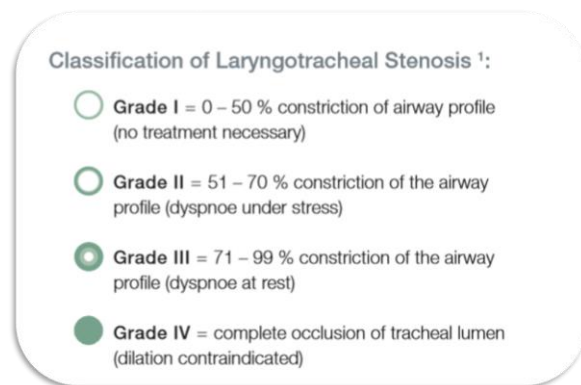 Classification of Laryngotracheal Stenosis ¹:
Grade I = 0 – 50 % constriction of airway profile
(no treatment necessary)
Grade II = 51 – 70 % constriction of the airway
profile (dyspnoe under stress)
Grade III = 71 – 99 % constriction of the airway
profile (dyspnoe at rest)
Grade IV = complete occlusion of tracheal lumen
(dilation contraindicated)